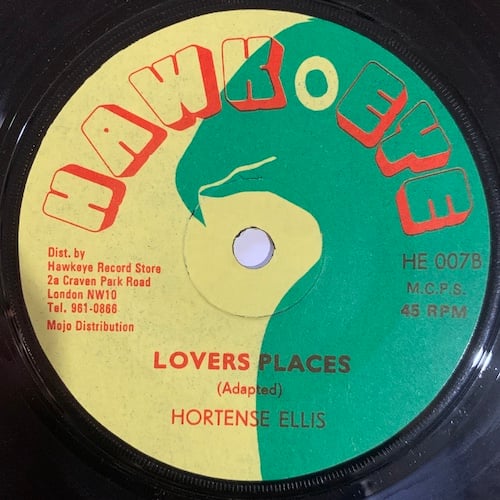 HAWKEYE
Dist. by
Hawkeye Record Store
2a Craven Park Road
London NW10
Tel. 961-0866
Mojo Distribution
HE 007B
M.C.P.S.
45 RPM
LOVERS PLACES
(Adapted)
HORTENSE ELLIS